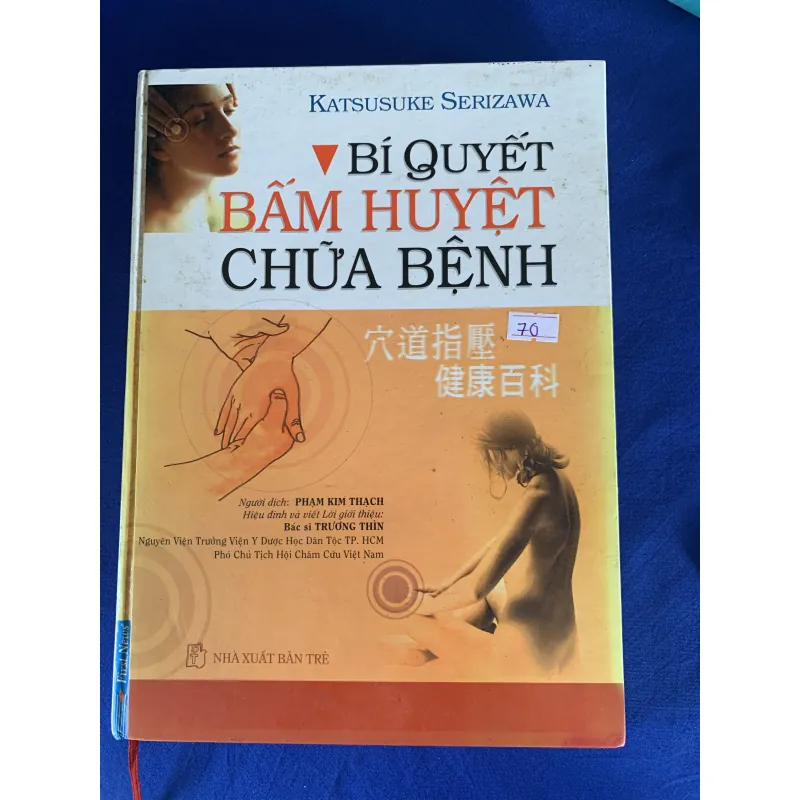 KATSUSUKE SERIZAWA
BÍ QUYẾT
BẤM HUYỆT
CHỮA BỆNH
70
穴道指壓
健康百科
Người dịch: PHẠM KIM THẠCH
Hiệu đính và viết Lời giới thiệu:
Bác sĩ TRƯƠNG THÌN
Nguyên Viện Trưởng Viện Y Dược Học Dân Tộc TP. HCM
Phó Chủ Tịch Hội Châm Cứu Việt Nam
NHÀ XUẤT BẢN TRẺ
First News